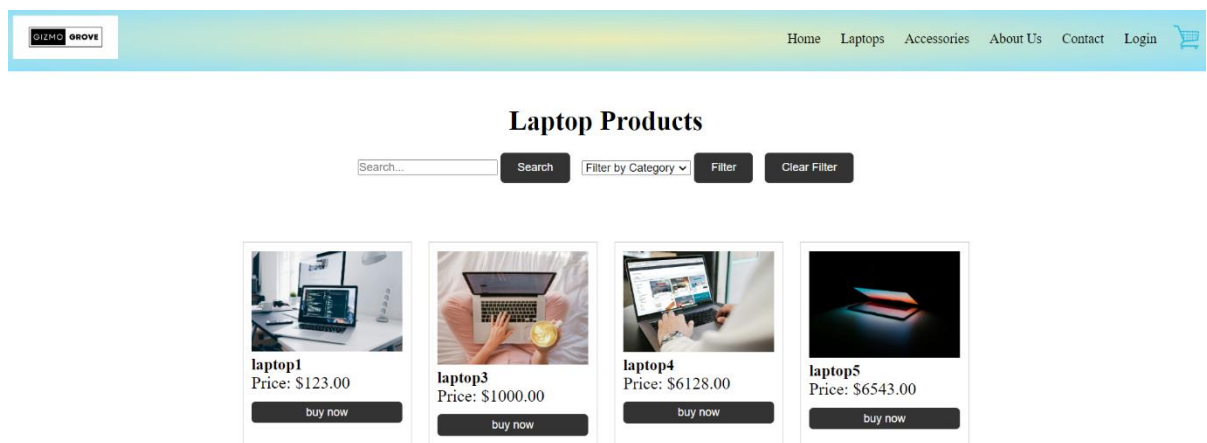 GIZMO GROVE
Home Laptops Accessories About Us Contact Login
Laptop Products
Search... Search Filter by Category Filter Clear Filter
laptop1
Price: $123.00
buy now
laptop3
Price: $1000.00
buy now
laptop4
Price: $6128.00
buy now
laptop5
Price: $6543.00
buy now